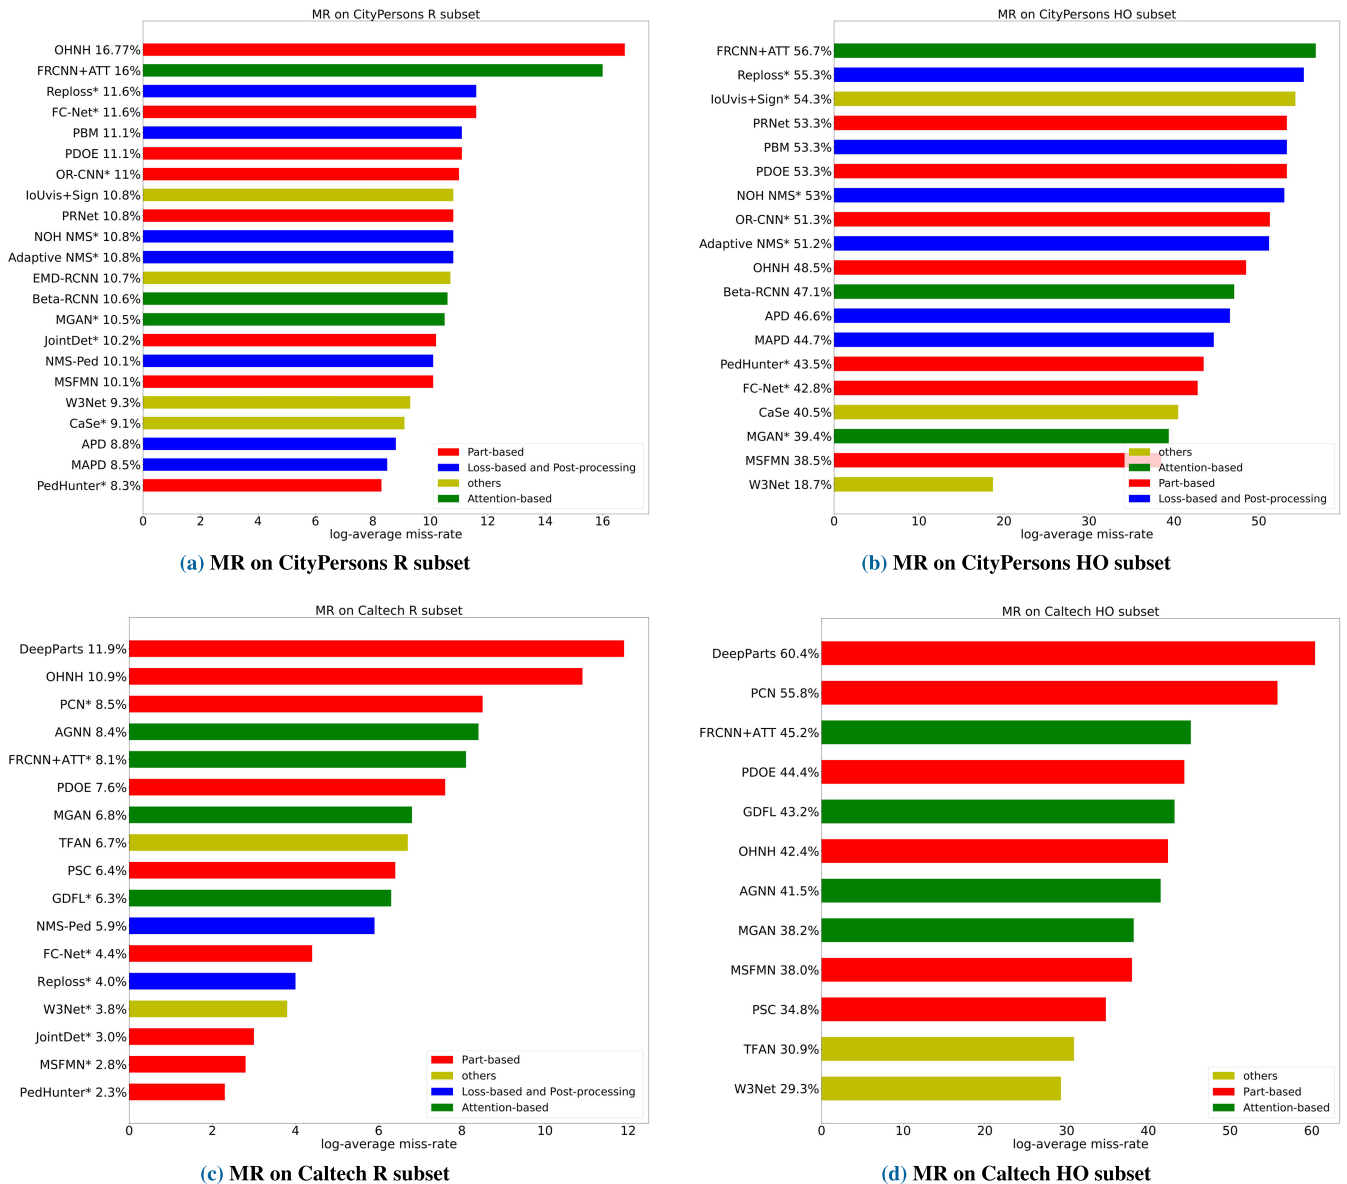 MR on CityPersons R subset
OHNH 16.77%
FRCNN+ATT 16%
Reploss* 11.6%
FC-Net* 11.6%
PBM 11.1%
PDOE 11.1%
OR-CNN* 11%
IoUvis+Sign 10.8%
PRNet 10.8%
NOH NMS* 10.8%
Adaptive NMS* 10.8%
EMD-RCNN 10.7%
Beta-RCNN 10.6%
MGAN* 10.5%
JointDet* 10.2%
NMS-Ped 10.1%
MSFMN 10.1%
W3Net 9.3%
CaSe* 9.1%
APD 8.8%
MAPD 8.5%
PedHunter* 8.3%
Part-based
Loss-based and Post-processing
others
Attention-based
0 2 4 6 8 10 12 14 16
log-average miss-rate
(a) MR on CityPersons R subset
MR on CityPersons HO subset
FRCNN+ATT 56.7%
Reploss* 55.3%
IoUvis+Sign* 54.3%
PRNet 53.3%
PBM 53.3%
PDOE 53.3%
NOH NMS* 53%
OR-CNN* 51.3%
Adaptive NMS* 51.2%
OHNH 48.5%
Beta-RCNN 47.1%
APD 46.6%
MAPD 44.7%
PedHunter* 43.5%
FC-Net* 42.8%
CaSe 40.5%
MGAN* 39.4%
MSFMN 38.5%
W3Net 18.7%
others
Attention-based
Part-based
Loss-based and Post-processing
0 10 20 30 40 50
log-average miss-rate
(b) MR on CityPersons HO subset
MR on Caltech R subset
DeepParts 11.9%
OHNH 10.9%
PCN* 8.5%
AGNN 8.4%
FRCNN+ATT* 8.1%
PDOE 7.6%
MGAN 6.8%
TFAN 6.7%
PSC 6.4%
GDFL* 6.3%
NMS-Ped 5.9%
FC-Net* 4.4%
Reploss* 4.0%
W3Net* 3.8%
JointDet* 3.0%
MSFMN* 2.8%
PedHunter* 2.3%
Part-based
others
Loss-based and Post-processing
Attention-based
0 2 4 6 8 10 12
log-average miss-rate
(c) MR on Caltech R subset
MR on Caltech HO subset
DeepParts 60.4%
PCN 55.8%
FRCNN+ATT 45.2%
PDOE 44.4%
GDFL 43.2%
OHNH 42.4%
AGNN 41.5%
MGAN 38.2%
MSFMN 38.0%
PSC 34.8%
TFAN 30.9%
W3Net 29.3%
others
Part-based
Attention-based
0 10 20 30 40 50 60
log-average miss-rate
(d) MR on Caltech HO subset